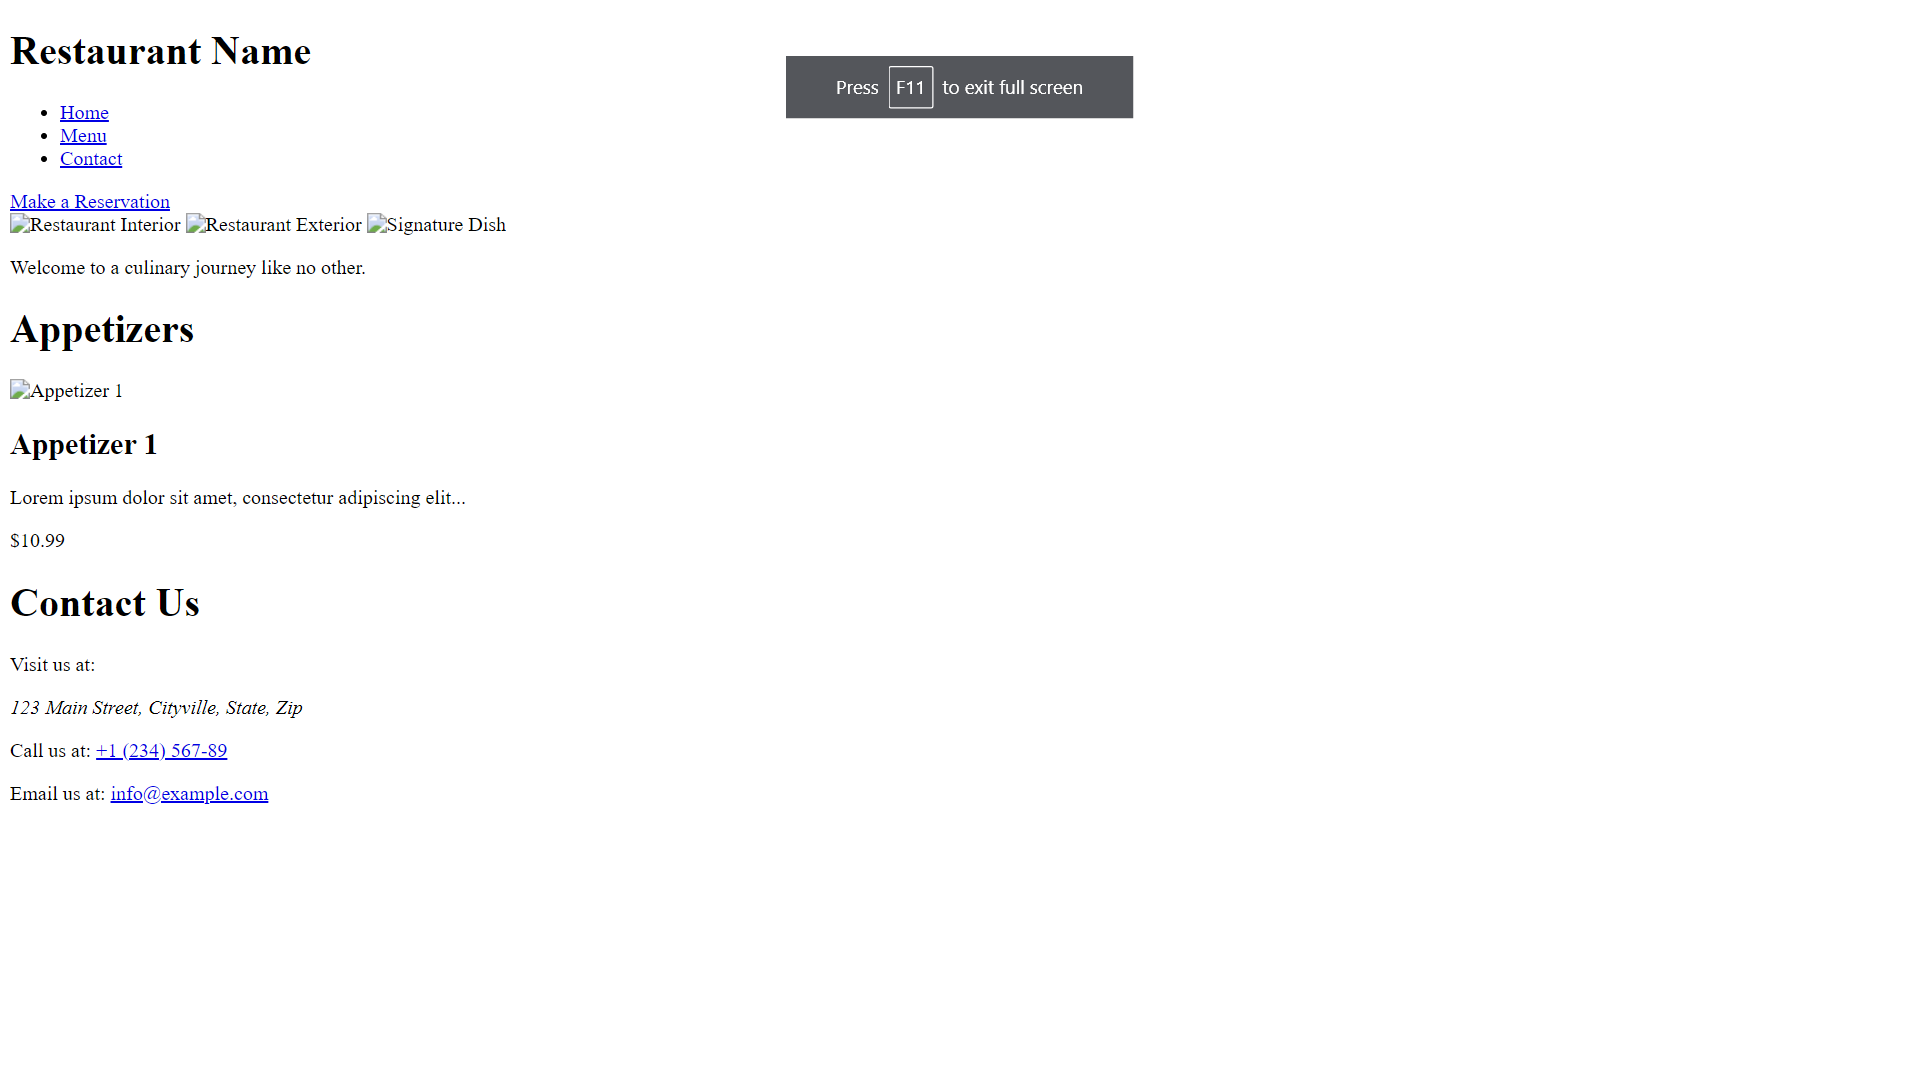 Restaurant Name
Press F11 to exit full screen
Home
Menu
Contact
Make a Reservation
Restaurant Interior Restaurant Exterior Signature Dish
Welcome to a culinary journey like no other.
Appetizers
Appetizer 1
Appetizer 1
Lorem ipsum dolor sit amet, consectetur adipiscing elit...
$10.99
Contact Us
Visit us at:
123 Main Street, Cityville, State, Zip
Call us at: +1 (234) 567-89
Email us at: info@example.com